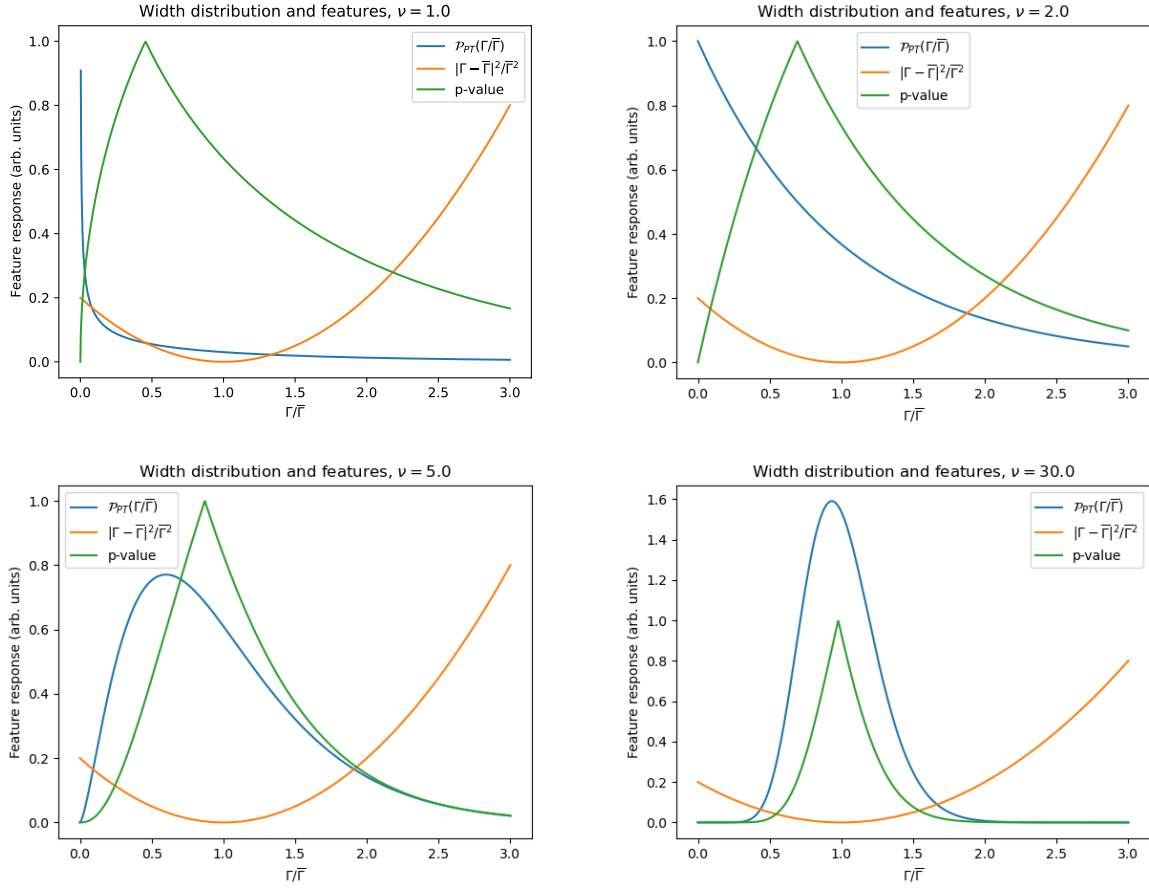 Width distribution and features, ν = 1.0
1.0
0.8
0.6
0.4
0.2
0.0
Feature response (arb. units)
𝒫_PT(Γ/Γ̅)
|Γ − Γ̅|²/Γ̅²
p-value
0.0 0.5 1.0 1.5 2.0 2.5 3.0
Γ/Γ̅
Width distribution and features, ν = 2.0
1.0
0.8
0.6
0.4
0.2
0.0
Feature response (arb. units)
𝒫_PT(Γ/Γ̅)
|Γ − Γ̅|²/Γ̅²
p-value
0.0 0.5 1.0 1.5 2.0 2.5 3.0
Γ/Γ̅
Width distribution and features, ν = 5.0
1.0
0.8
0.6
0.4
0.2
0.0
Feature response (arb. units)
𝒫_PT(Γ/Γ̅)
|Γ − Γ̅|²/Γ̅²
p-value
0.0 0.5 1.0 1.5 2.0 2.5 3.0
Γ/Γ̅
Width distribution and features, ν = 30.0
1.6
1.4
1.2
1.0
0.8
0.6
0.4
0.2
0.0
Feature response (arb. units)
𝒫_PT(Γ/Γ̅)
|Γ − Γ̅|²/Γ̅²
p-value
0.0 0.5 1.0 1.5 2.0 2.5 3.0
Γ/Γ̅